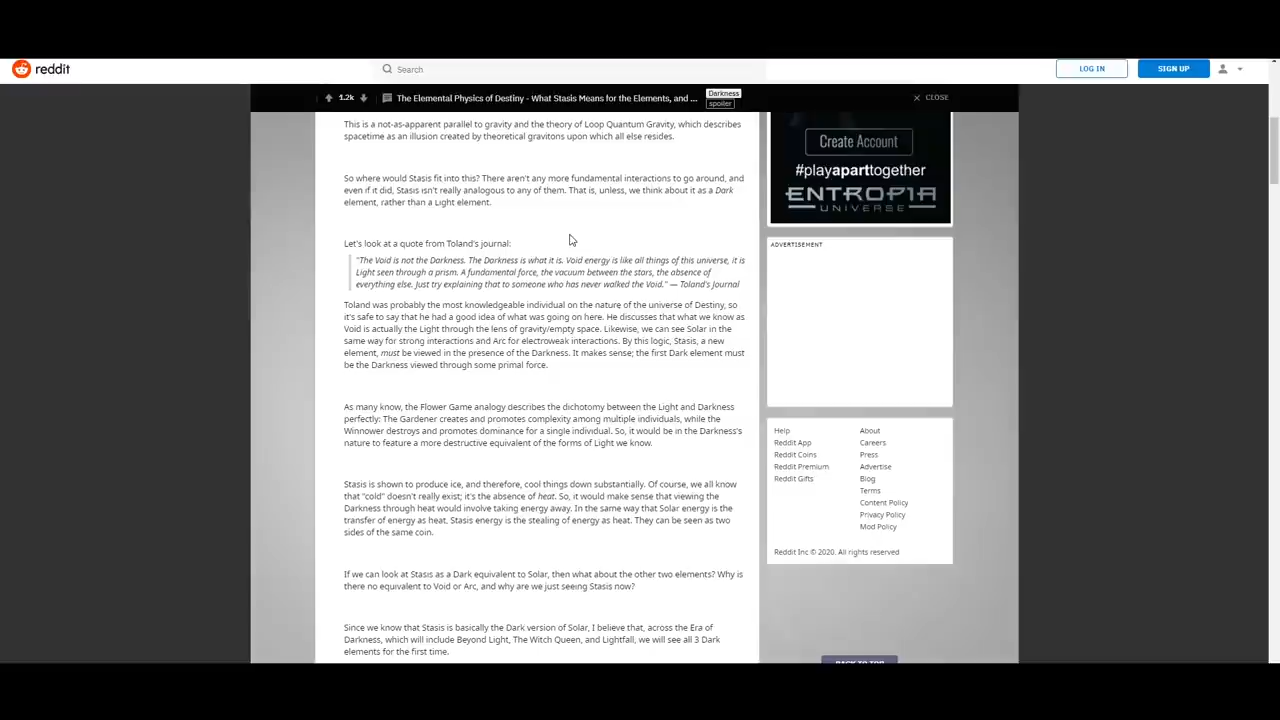 reddit
Search
LOG IN
SIGN UP
1.2k
The Elemental Physics of Destiny - What Stasis Means for the Elements, and ...
Darkness
spoiler
CLOSE
This is a not-as-apparent parallel to gravity and the theory of Loop Quantum Gravity, which describes
spacetime as an illusion created by theoretical gravitons upon which all else resides.
So where would Stasis fit into this? There aren't any more fundamental interactions to go around, and
even if it did, Stasis isn't really analogous to any of them. That is, unless, we think about it as a Dark
element, rather than a Light element.
Let's look at a quote from Toland's journal:
"The Void is not the Darkness. The Darkness is what it is. Void energy is like all things of this universe, it is
Light seen through a prism. A fundamental force, the vacuum between the stars, the absence of
everything else. Just try explaining that to someone who has never walked the Void." — Toland's Journal
Toland was probably the most knowledgeable individual on the nature of the universe of Destiny, so
it's safe to say that he had a good idea of what was going on here. He discusses that what we know as
Void is actually the Light through the lens of gravity/empty space. Likewise, we can see Solar in the
same way for strong interactions and Arc for electroweak interactions. By this logic, Stasis, a new
element, must be viewed in the presence of the Darkness. It makes sense; the first Dark element must
be the Darkness viewed through some primal force.
As many know, the Flower Game analogy describes the dichotomy between the Light and Darkness
perfectly: The Gardener creates and promotes complexity among multiple individuals, while the
Winnower destroys and promotes dominance for a single individual. So, it would be in the Darkness's
nature to feature a more destructive equivalent of the forms of Light we know.
Stasis is shown to produce ice, and therefore, cool things down substantially. Of course, we all know
that "cold" doesn't really exist; it's the absence of heat. So, it would make sense that viewing the
Darkness through heat would involve taking energy away. In the same way that Solar energy is the
transfer of energy as heat. Stasis energy is the stealing of energy as heat. They can be seen as two
sides of the same coin.
If we can look at Stasis as a Dark equivalent to Solar, then what about the other two elements? Why is
there no equivalent to Void or Arc, and why are we just seeing Stasis now?
Since we know that Stasis is basically the Dark version of Solar, I believe that, across the Era of
Darkness, which will include Beyond Light, The Witch Queen, and Lightfall, we will see all 3 Dark
elements for the first time.
Create Account
#playaparttogether
ENTROPIA
UNIVERSE
ADVERTISEMENT
Help
About
Reddit App
Careers
Reddit Coins
Press
Reddit Premium
Advertise
Reddit Gifts
Blog
Terms
Content Policy
Privacy Policy
Mod Policy
Reddit Inc © 2020. All rights reserved
BACK TO TOP